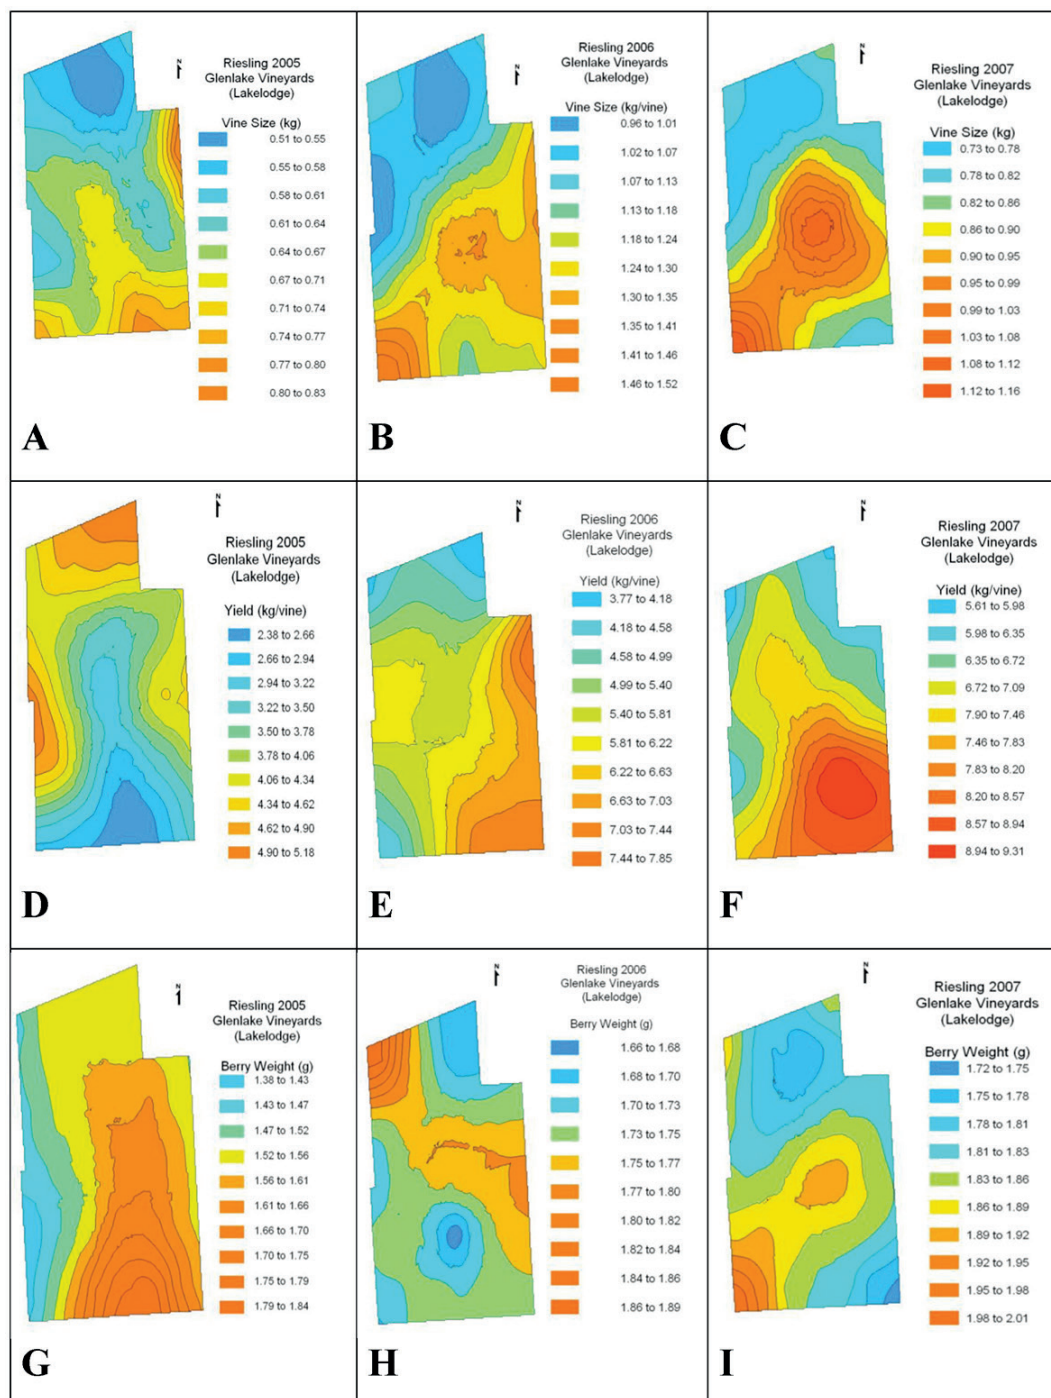 N
Riesling 2005
Glenlake Vineyards
(Lakelodge)
Vine Size (kg)
0.51 to 0.55
0.55 to 0.58
0.58 to 0.61
0.61 to 0.64
0.64 to 0.67
0.67 to 0.71
0.71 to 0.74
0.74 to 0.77
0.77 to 0.80
0.80 to 0.83
A
N
Riesling 2006
Glenlake Vineyards
(Lakelodge)
Vine Size (kg/vine)
0.96 to 1.01
1.02 to 1.07
1.07 to 1.13
1.13 to 1.18
1.18 to 1.24
1.24 to 1.30
1.30 to 1.35
1.35 to 1.41
1.41 to 1.46
1.46 to 1.52
B
N
Riesling 2007
Glenlake Vineyards
(Lakelodge)
Vine Size (kg)
0.73 to 0.78
0.78 to 0.82
0.82 to 0.86
0.86 to 0.90
0.90 to 0.95
0.95 to 0.99
0.99 to 1.03
1.03 to 1.08
1.08 to 1.12
1.12 to 1.16
C
N
Riesling 2005
Glenlake Vineyards
(Lakelodge)
Yield (kg/vine)
2.38 to 2.66
2.66 to 2.94
2.94 to 3.22
3.22 to 3.50
3.50 to 3.78
3.78 to 4.06
4.06 to 4.34
4.34 to 4.62
4.62 to 4.90
4.90 to 5.18
D
N
Riesling 2006
Glenlake Vineyards
(Lakelodge)
Yield (kg/vine)
3.77 to 4.18
4.18 to 4.58
4.58 to 4.99
4.99 to 5.40
5.40 to 5.81
5.81 to 6.22
6.22 to 6.63
6.63 to 7.03
7.03 to 7.44
7.44 to 7.85
E
N
Riesling 2007
Glenlake Vineyards
(Lakelodge)
Yield (kg/vine)
5.61 to 5.98
5.98 to 6.35
6.35 to 6.72
6.72 to 7.09
7.90 to 7.46
7.46 to 7.83
7.83 to 8.20
8.20 to 8.57
8.57 to 8.94
8.94 to 9.31
F
N
Riesling 2005
Glenlake Vineyards
(Lakelodge)
Berry Weight (g)
1.38 to 1.43
1.43 to 1.47
1.47 to 1.52
1.52 to 1.56
1.56 to 1.61
1.61 to 1.66
1.66 to 1.70
1.70 to 1.75
1.75 to 1.79
1.79 to 1.84
G
N
Riesling 2006
Glenlake Vineyards
(Lakelodge)
Berry Weight (g)
1.66 to 1.68
1.68 to 1.70
1.70 to 1.73
1.73 to 1.75
1.75 to 1.77
1.77 to 1.80
1.80 to 1.82
1.82 to 1.84
1.84 to 1.86
1.86 to 1.89
H
N
Riesling 2007
Glenlake Vineyards
(Lakelodge)
Berry Weight (g)
1.72 to 1.75
1.75 to 1.78
1.78 to 1.81
1.81 to 1.83
1.83 to 1.86
1.86 to 1.89
1.89 to 1.92
1.92 to 1.95
1.95 to 1.98
1.98 to 2.01
I